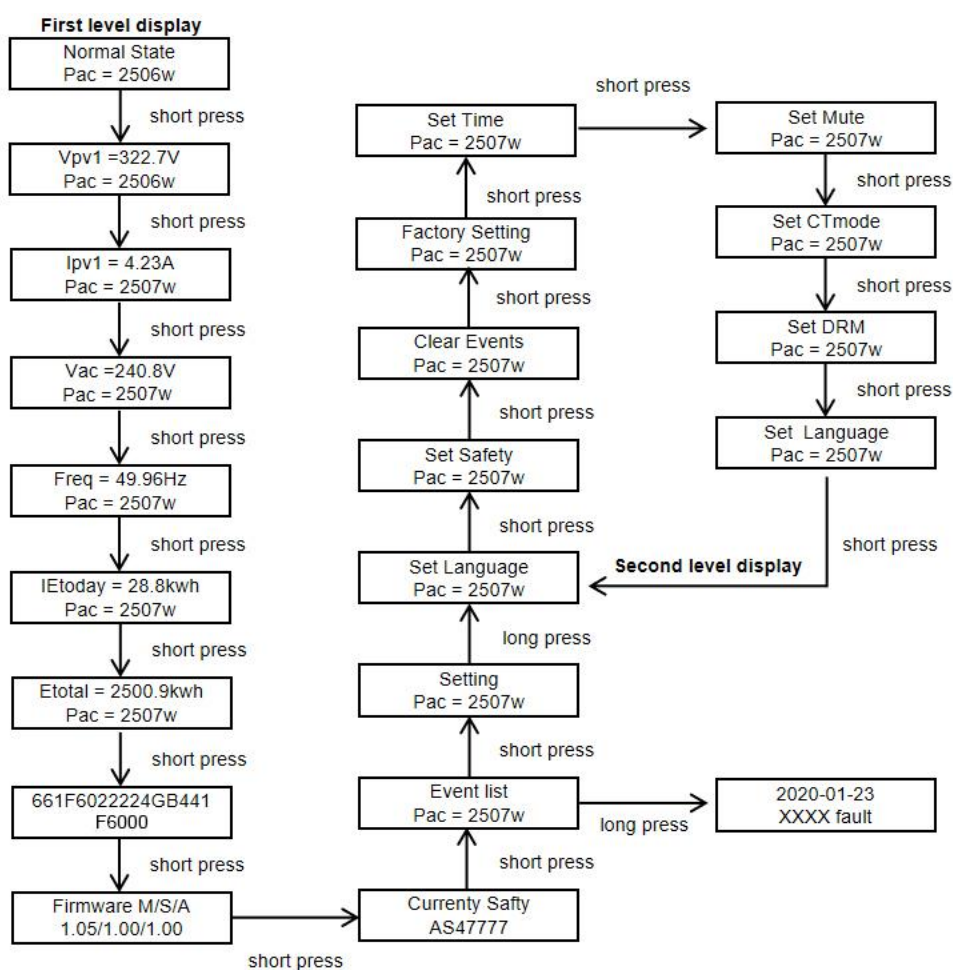 First level display
Normal State
Pac = 2506w
short press
Vpv1 =322.7V
Pac = 2506w
short press
Ipv1 = 4.23A
Pac = 2507w
short press
Vac =240.8V
Pac = 2507w
short press
Freq = 49.96Hz
Pac = 2507w
short press
IEtoday = 28.8kwh
Pac = 2507w
short press
Etotal = 2500.9kwh
Pac = 2507w
short press
661F6022224GB441
F6000
short press
Firmware M/S/A
1.05/1.00/1.00
short press
Currenty Safty
AS47777
short press
Event list
Pac = 2507w
long press
2020-01-23
XXXX fault
short press
Setting
Pac = 2507w
long press
Set Language
Pac = 2507w
short press
Set Safety
Pac = 2507w
short press
Clear Events
Pac = 2507w
short press
Factory Setting
Pac = 2507w
short press
Set Time
Pac = 2507w
short press
Set Mute
Pac = 2507w
short press
Set CTmode
Pac = 2507w
short press
Set DRM
Pac = 2507w
short press
Set Language
Pac = 2507w
short press
Second level display